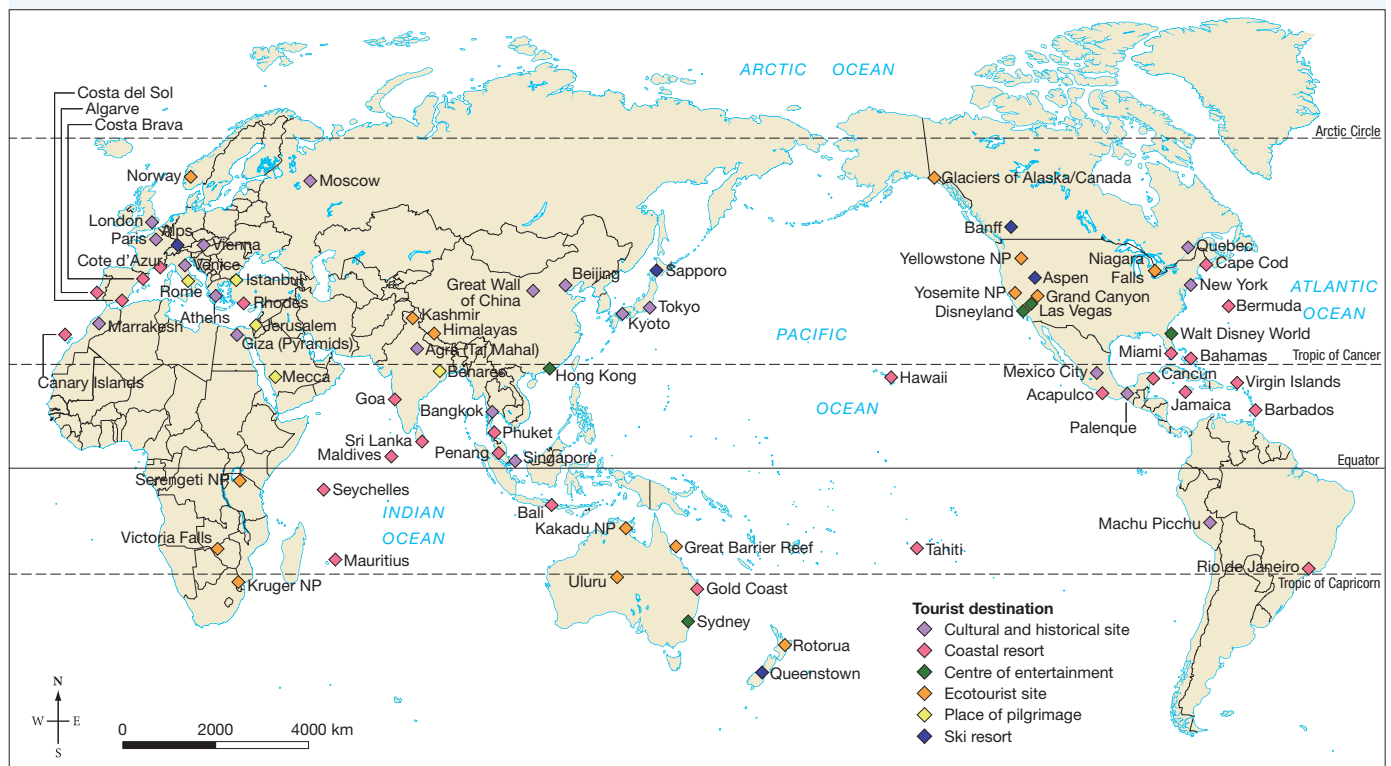 ARCTIC OCEAN
Costa del Sol
Algarve
Costa Brava
Arctic Circle
Norway
Moscow
Glaciers of Alaska/Canada
London
Alps
Paris
Vienna
Banff
Quebec
Cote d'Azur
Venice
Yellowstone NP
Niagara
Falls
Cape Cod
Rome
Istanbul
Great Wall
of China
Beijing
Sapporo
Aspen
New York
ATLANTIC
OCEAN
Athens
Rhodes
Kashmir
Kyoto
Tokyo
Yosemite NP
Grand Canyon
Disneyland
Las Vegas
Bermuda
Marrakesh
Jerusalem
Himalayas
PACIFIC
Giza (Pyramids)
Agra (Taj Mahal)
Walt Disney World
Canary Islands
Mecca
Benares
Hong Kong
Hawaii
Miami
Bahamas
Tropic of Cancer
Mexico City
Cancun
Virgin Islands
Goa
Bangkok
OCEAN
Acapulco
Jamaica
Barbados
Palenque
Phuket
Sri Lanka
Maldives
Penang
Singapore
Equator
Serengeti NP
Seychelles
INDIAN
OCEAN
Bali
Kakadu NP
Machu Picchu
Victoria Falls
Mauritius
Great Barrier Reef
Tahiti
Rio de Janeiro
Kruger NP
Uluru
Gold Coast
Tropic of Capricorn
Sydney
Rotorua
Queenstown
Tourist destination
Cultural and historical site
Coastal resort
Centre of entertainment
Ecotourist site
Place of pilgrimage
Ski resort
N
W E
S
0 2000 4000 km